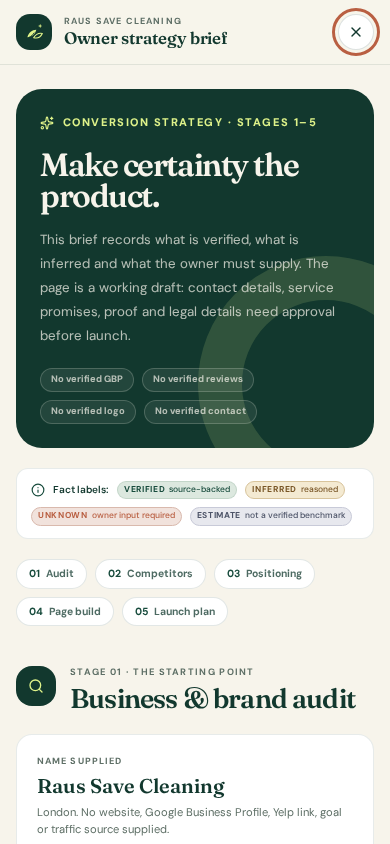 RAUS SAVE CLEANING
Owner strategy brief
CONVERSION STRATEGY · STAGES 1–5
Make certainty the
product.
This brief records what is verified, what is
inferred and what the owner must supply. The
page is a working draft: contact details, service
promises, proof and legal details need approval
before launch.
No verified GBP
No verified reviews
No verified logo
No verified contact
Fact labels: VERIFIED source-backed INFERRED reasoned
UNKNOWN owner input required ESTIMATE not a verified benchmark
01 Audit 02 Competitors 03 Positioning
04 Page build 05 Launch plan
STAGE 01 · THE STARTING POINT
Business & brand audit
NAME SUPPLIED
Raus Save Cleaning
London. No website, Google Business Profile, Yelp link, goal
or traffic source supplied.